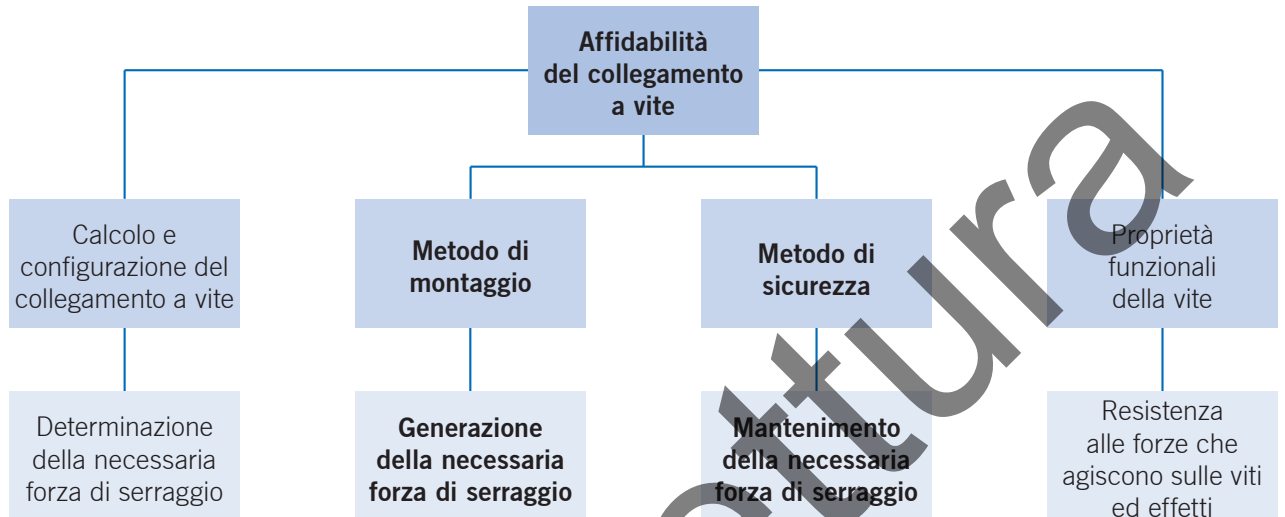 Affidabilità
del collegamento
a vite
Calcolo e
configurazione del
collegamento a vite
Metodo di
montaggio
Metodo di
sicurezza
Proprietà
funzionali
della vite
Determinazione
della necessaria
forza di serraggio
Generazione
della necessaria
forza di serraggio
Mantenimento
della necessaria
forza di serraggio
Resistenza
alle forze che
agiscono sulle viti
ed effetti